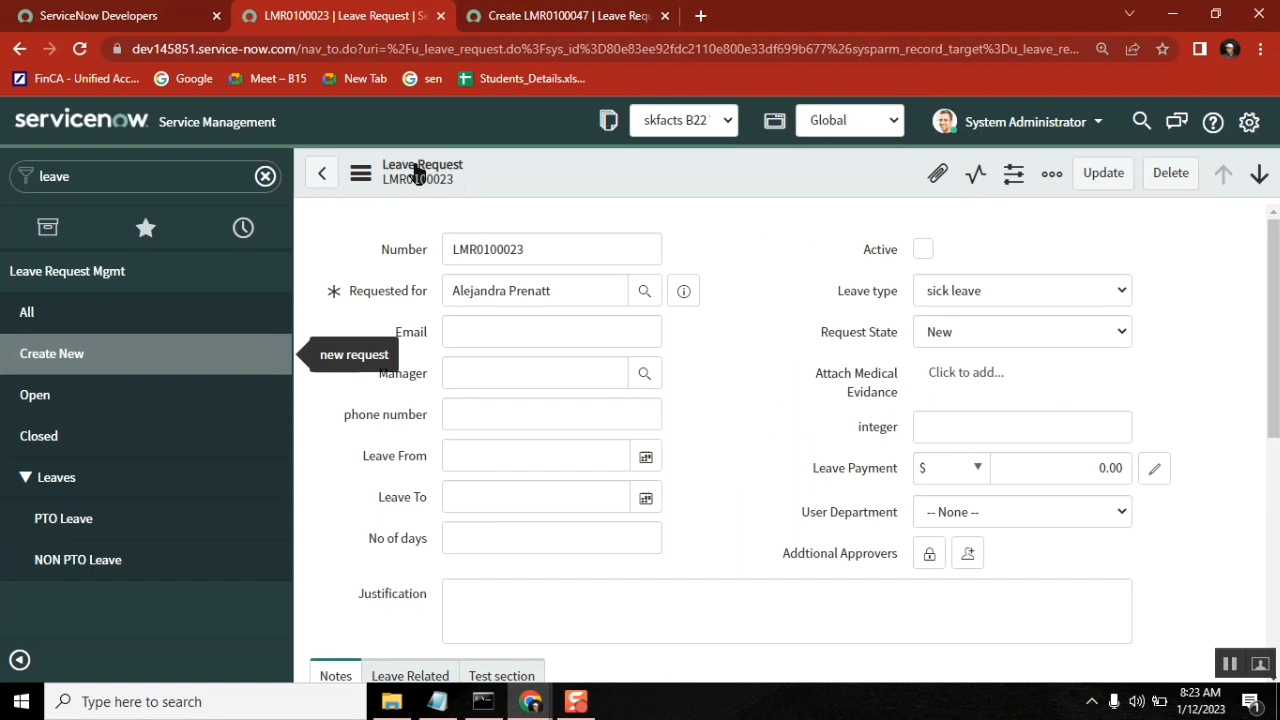 ServiceNow Developers
LMR0100023 | Leave Request | Se
Create LMR0100047 | Leave Requ
dev145851.service-now.com/nav_to.do?uri=%2Fu_leave_request.do%3Fsys_id%3D80e83ee92fdc2110e800e33df699b677%26sysparm_record_target%3Du_leave_re...
FinCA - Unified Acc...
Google
Meet – B15
New Tab
sen
Students_Details.xls...
servicenow
Service Management
skfacts B22
Global
System Administrator
leave
Leave Request
LMR0100023
Update
Delete
Leave Request Mgmt
All
Create New
new request
Open
Closed
Leaves
PTO Leave
NON PTO Leave
Number
LMR0100023
Requested for
Alejandra Prenatt
Email
Manager
phone number
Leave From
Leave To
No of days
Justification
Active
Leave type
sick leave
Request State
New
Attach Medical
Evidance
Click to add...
integer
Leave Payment
$
0.00
User Department
-- None --
Addtional Approvers
Notes
Leave Related
Test section
Type here to search
8:23 AM
1/12/2023
1